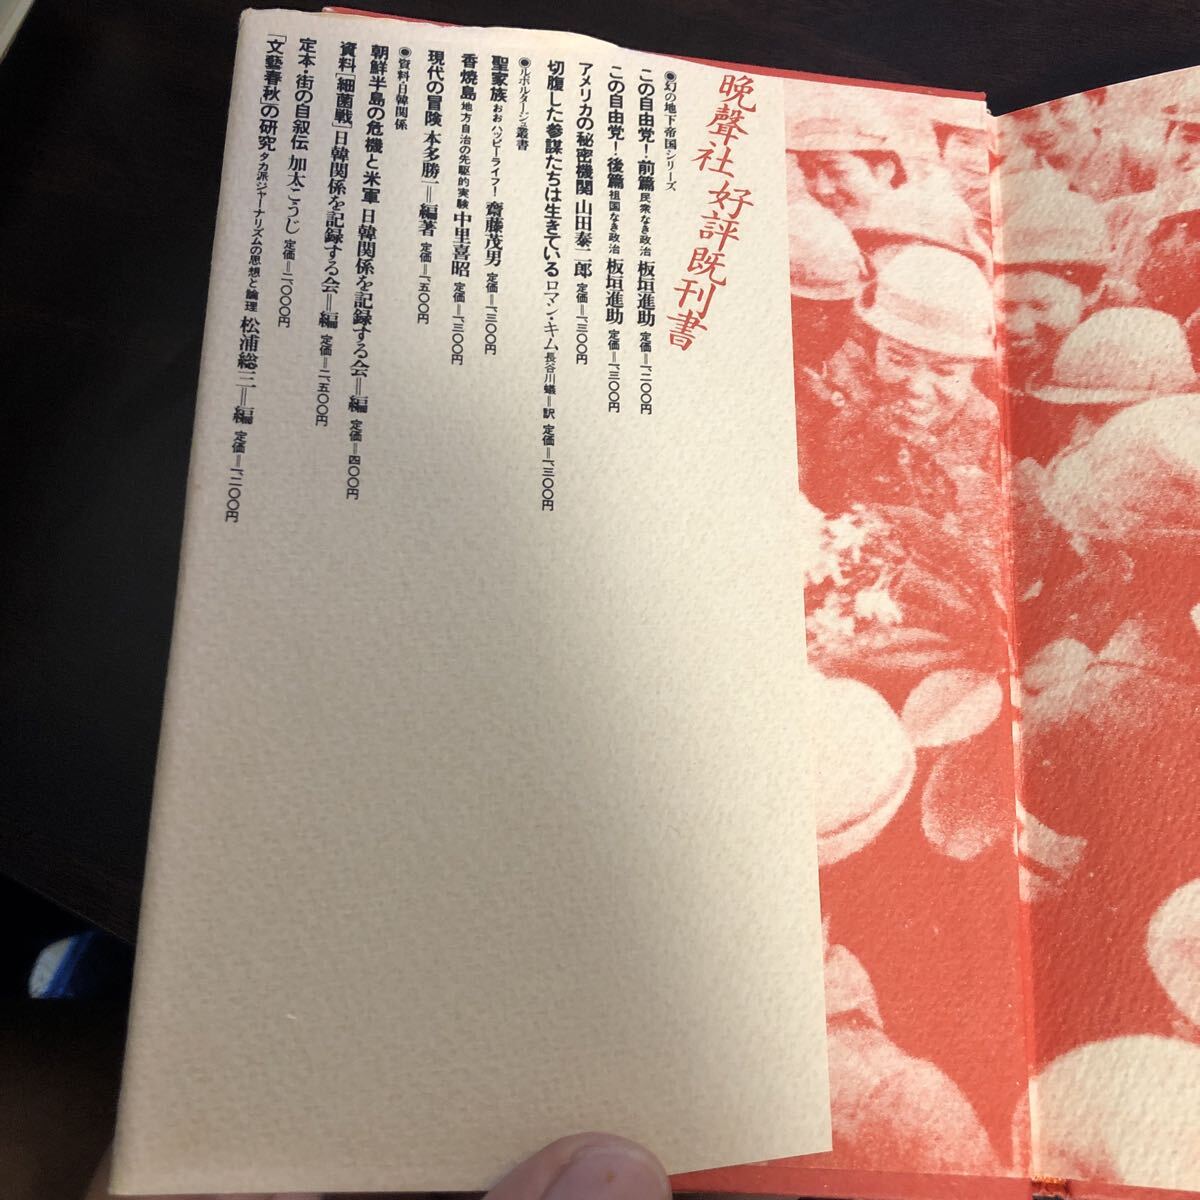 晩聲社 好評既刊書
●幻の地下帝国シリーズ
この自由党！前篇 民衆なき政治 板垣進助 定価＝一、二〇〇円
この自由党！後篇 祖国なき政治 板垣進助 定価＝一、三〇〇円
アメリカの秘密機関 山田泰二郎 定価＝一、三〇〇円
切腹した参謀たちは生きている ロマン・キム 長谷川蟻＝訳 定価＝一、三〇〇円
●ルポルタージュ叢書
聖家族 おお ハッピーライフ！ 齋藤茂男 定価＝一、三〇〇円
香焼島 地方自治の先駆的実験 中里喜昭 定価＝一、三〇〇円
現代の冒険 本多勝一＝編著 定価＝一、五〇〇円
●資料・日韓関係
朝鮮半島の危機と米軍 日韓関係を記録する会＝編 定価＝四〇〇円
資料［細菌戦］日韓関係を記録する会＝編 定価＝二、五〇〇円
定本・街の自叙伝 加太こうじ 定価＝二、〇〇〇円
「文藝春秋」の研究 タカ派ジャーナリズムの思想と論理 松浦総三＝編 定価＝一、二〇〇円